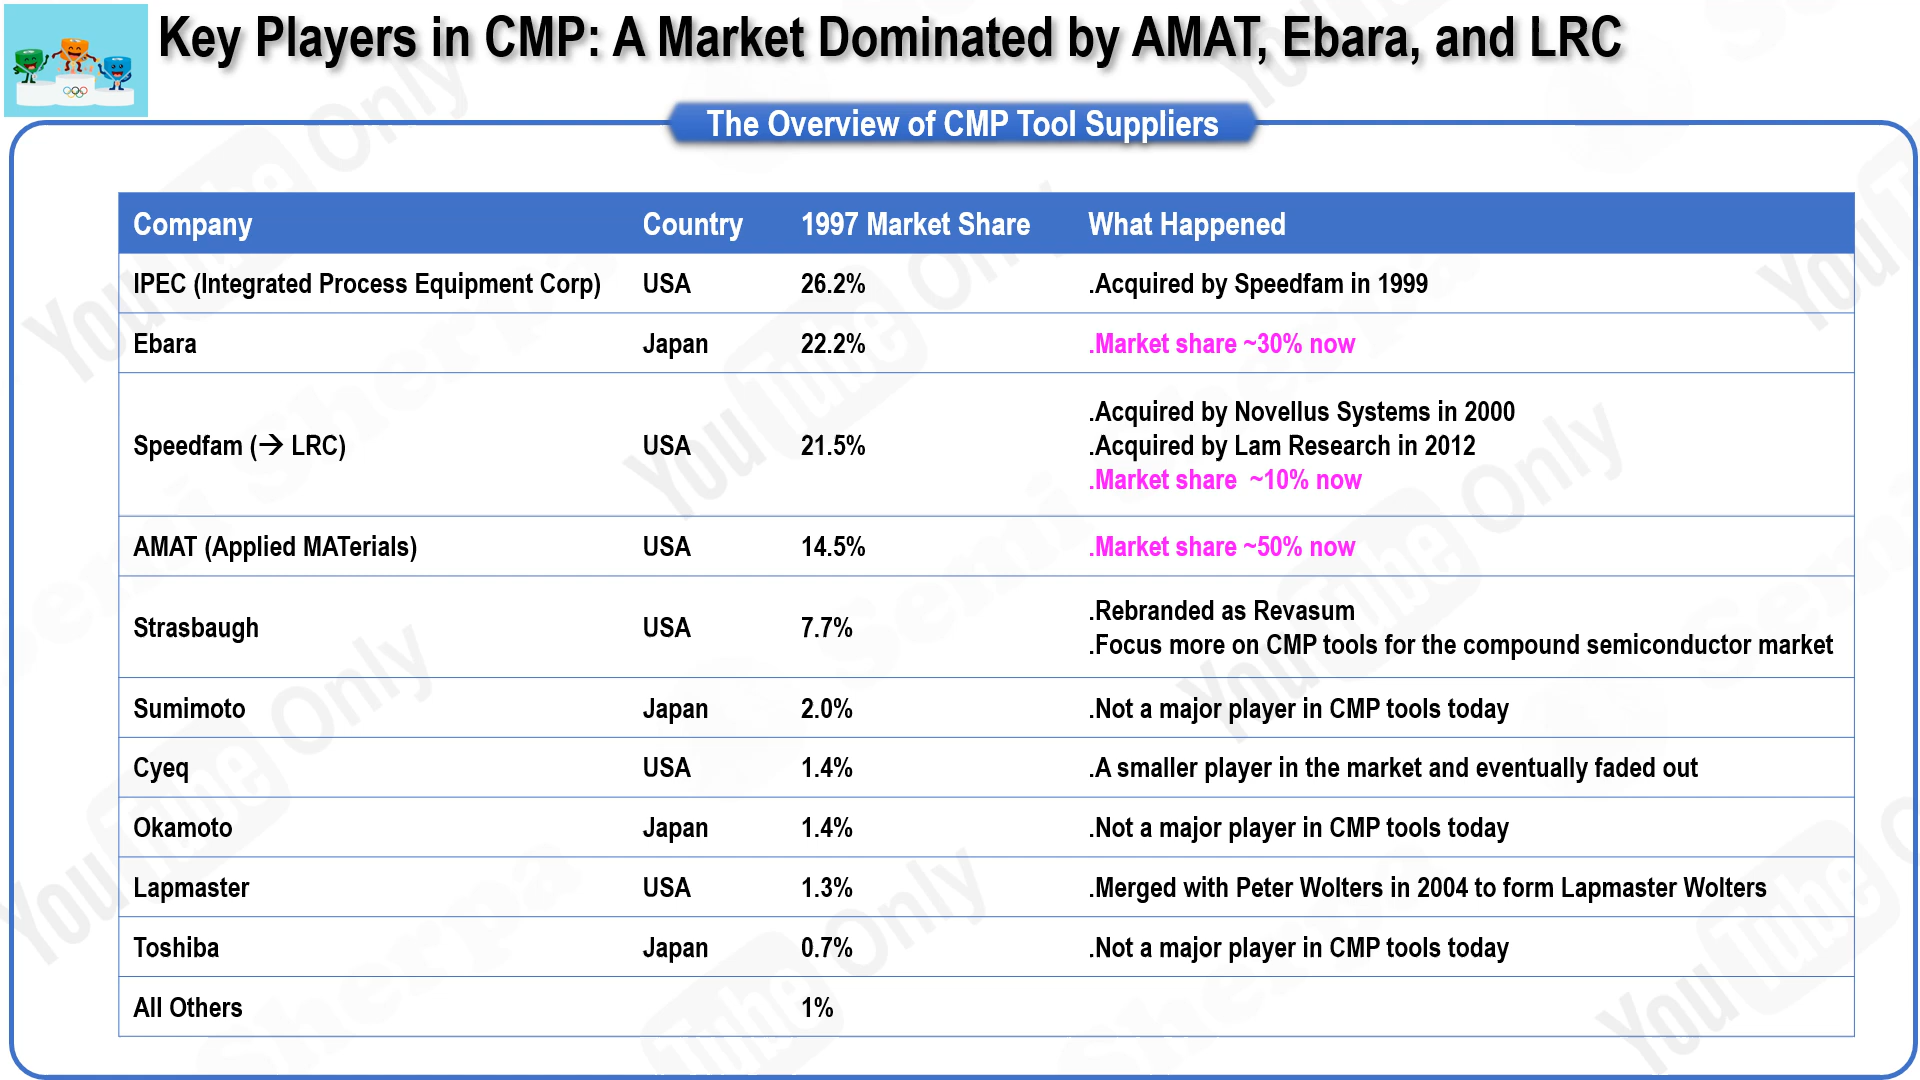 Key Players in CMP: A Market Dominated by AMAT, Ebara, and LRC
The Overview of CMP Tool Suppliers
Company Country 1997 Market Share What Happened
IPEC (Integrated Process Equipment Corp) USA 26.2% .Acquired by Speedfam in 1999
Ebara Japan 22.2% .Market share ~30% now
Speedfam (→ LRC) USA 21.5% .Acquired by Novellus Systems in 2000
.Acquired by Lam Research in 2012
.Market share ~10% now
AMAT (Applied MATerials) USA 14.5% .Market share ~50% now
Strasbaugh USA 7.7% .Rebranded as Revasum
.Focus more on CMP tools for the compound semiconductor market
Sumimoto Japan 2.0% .Not a major player in CMP tools today
Cyeq USA 1.4% .A smaller player in the market and eventually faded out
Okamoto Japan 1.4% .Not a major player in CMP tools today
Lapmaster USA 1.3% .Merged with Peter Wolters in 2004 to form Lapmaster Wolters
Toshiba Japan 0.7% .Not a major player in CMP tools today
All Others 1%
YouTube Only
Semi Sherpa